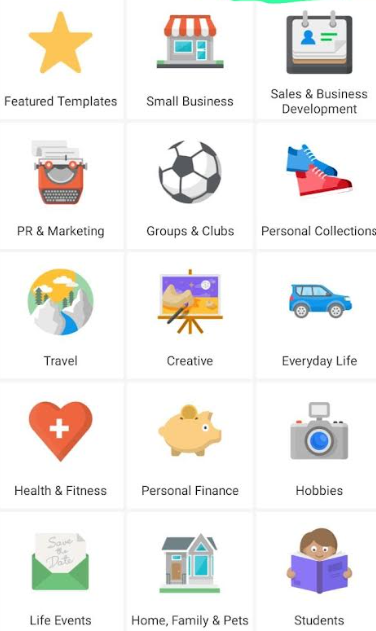 Featured Templates
Small Business
Sales & Business
Development
PR & Marketing
Groups & Clubs
Personal Collections
Travel
Creative
Everyday Life
Health & Fitness
Personal Finance
Hobbies
Save
the
Date
Life Events
Home, Family & Pets
Students